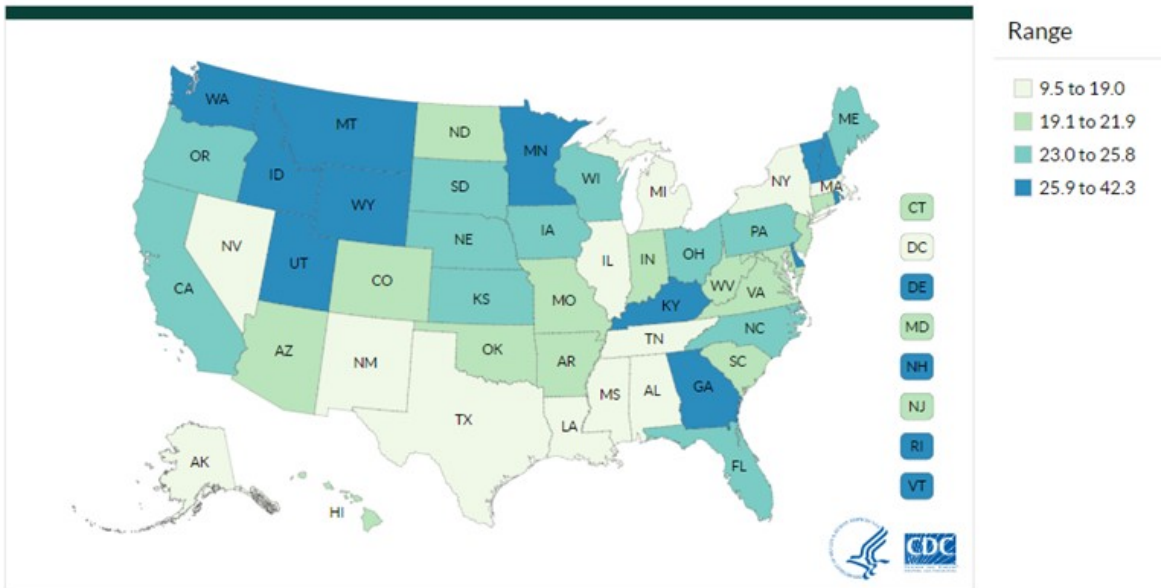 Range
9.5 to 19.0
19.1 to 21.9
23.0 to 25.8
25.9 to 42.3
WA
MT
ND
MN
ME
OR
ID
SD
WI
MI
NY
MA
WY
NE
IA
PA
NV
UT
CO
KS
MO
IL
IN
OH
WV
VA
CA
KY
AZ
NM
OK
AR
TN
NC
SC
TX
LA
MS
AL
GA
FL
AK
HI
CT
DC
DE
MD
NH
NJ
RI
VT
CDC